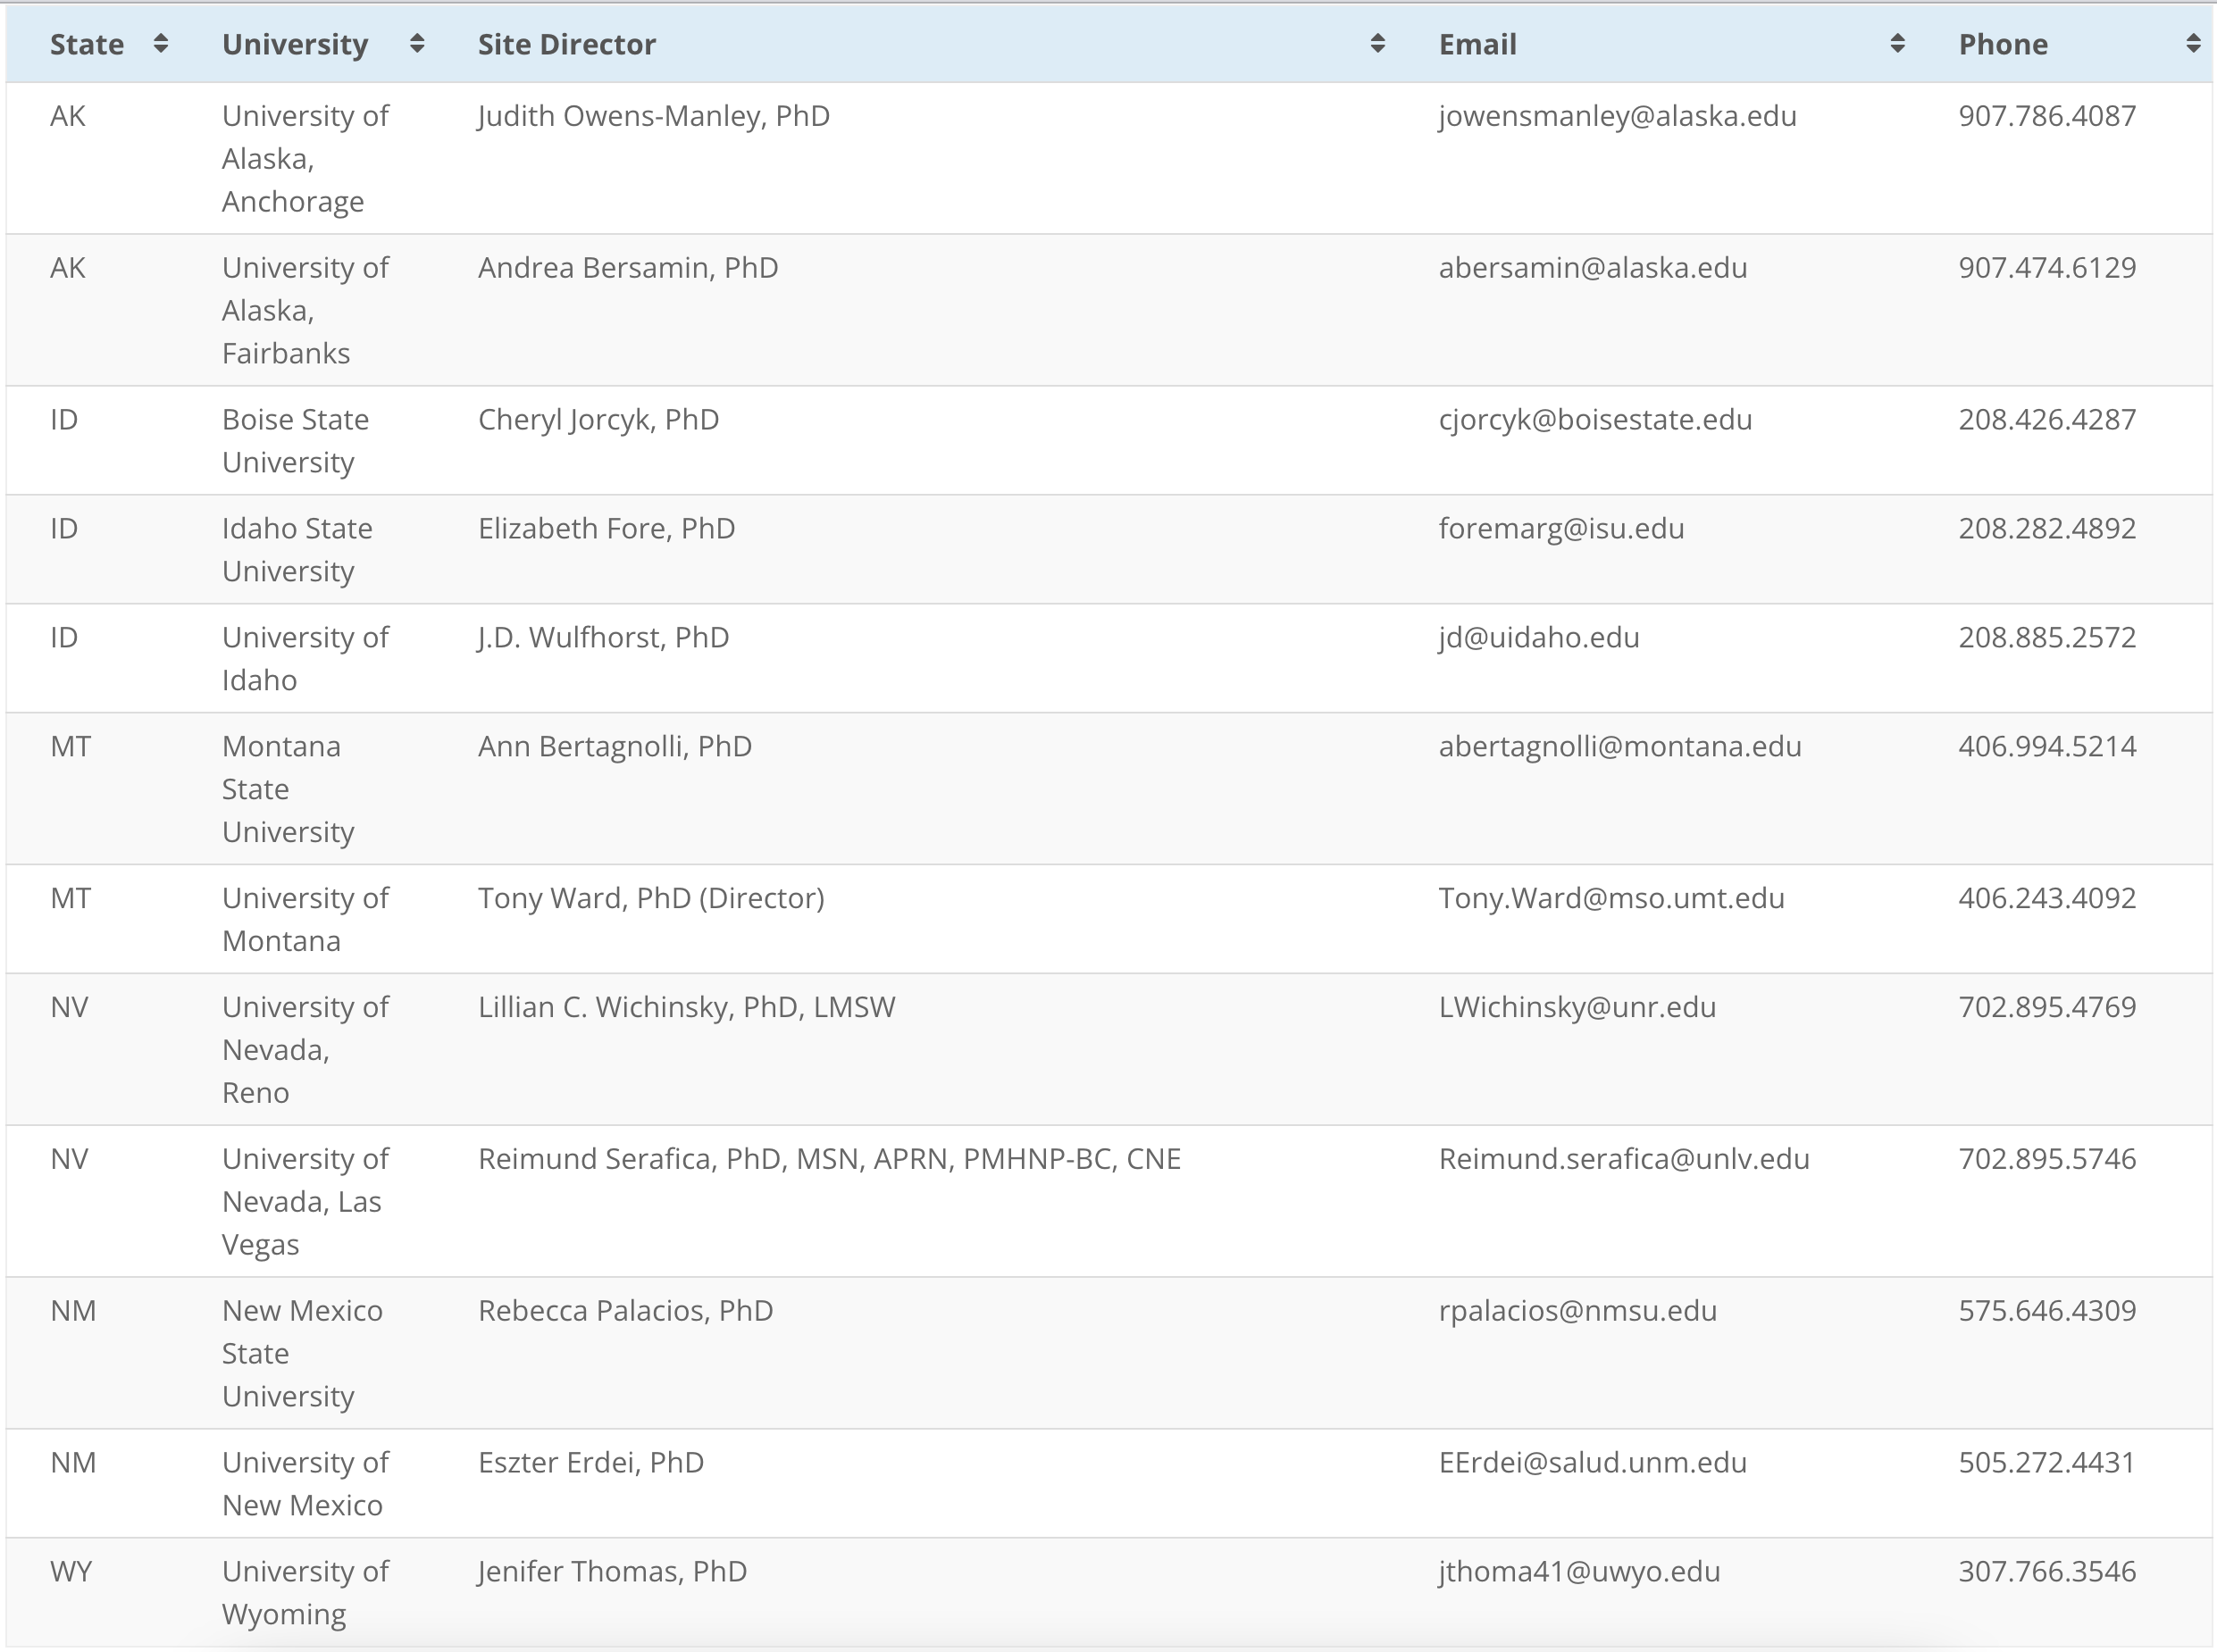 State University Site Director Email Phone
AK University of Judith Owens-Manley, PhD jowensmanley@alaska.edu 907.786.4087
Alaska,
Anchorage
AK University of Andrea Bersamin, PhD abersamin@alaska.edu 907.474.6129
Alaska,
Fairbanks
ID Boise State Cheryl Jorcyk, PhD cjorcyk@boisestate.edu 208.426.4287
University
ID Idaho State Elizabeth Fore, PhD foremarg@isu.edu 208.282.4892
University
ID University of J.D. Wulfhorst, PhD jd@uidaho.edu 208.885.2572
Idaho
MT Montana Ann Bertagnolli, PhD abertagnolli@montana.edu 406.994.5214
State
University
MT University of Tony Ward, PhD (Director) Tony.Ward@mso.umt.edu 406.243.4092
Montana
NV University of Lillian C. Wichinsky, PhD, LMSW LWichinsky@unr.edu 702.895.4769
Nevada,
Reno
NV University of Reimund Serafica, PhD, MSN, APRN, PMHNP-BC, CNE Reimund.serafica@unlv.edu 702.895.5746
Nevada, Las
Vegas
NM New Mexico Rebecca Palacios, PhD rpalacios@nmsu.edu 575.646.4309
State
University
NM University of Eszter Erdei, PhD EErdei@salud.unm.edu 505.272.4431
New Mexico
WY University of Jenifer Thomas, PhD jthoma41@uwyo.edu 307.766.3546
Wyoming